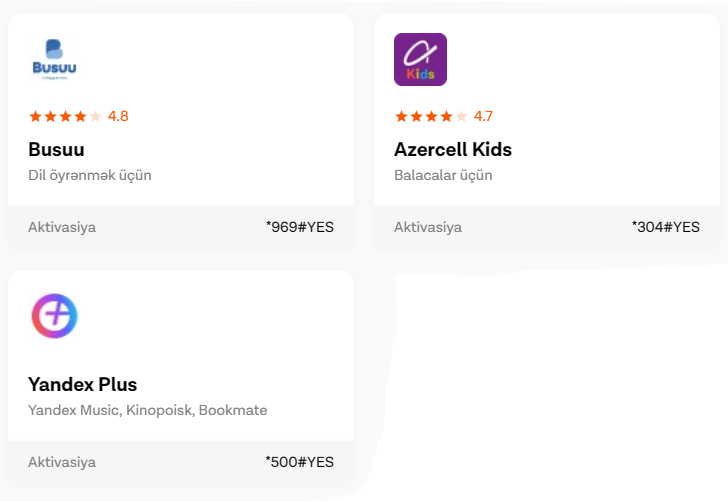 Busuu
Kids
4.8
4.7
Busuu
Azercell Kids
Dil öyrənmək üçün
Balacalar üçün
Aktivasiya
*969#YES
Aktivasiya
*304#YES
Yandex Plus
Yandex Music, Kinopoisk, Bookmate
Aktivasiya
*500#YES